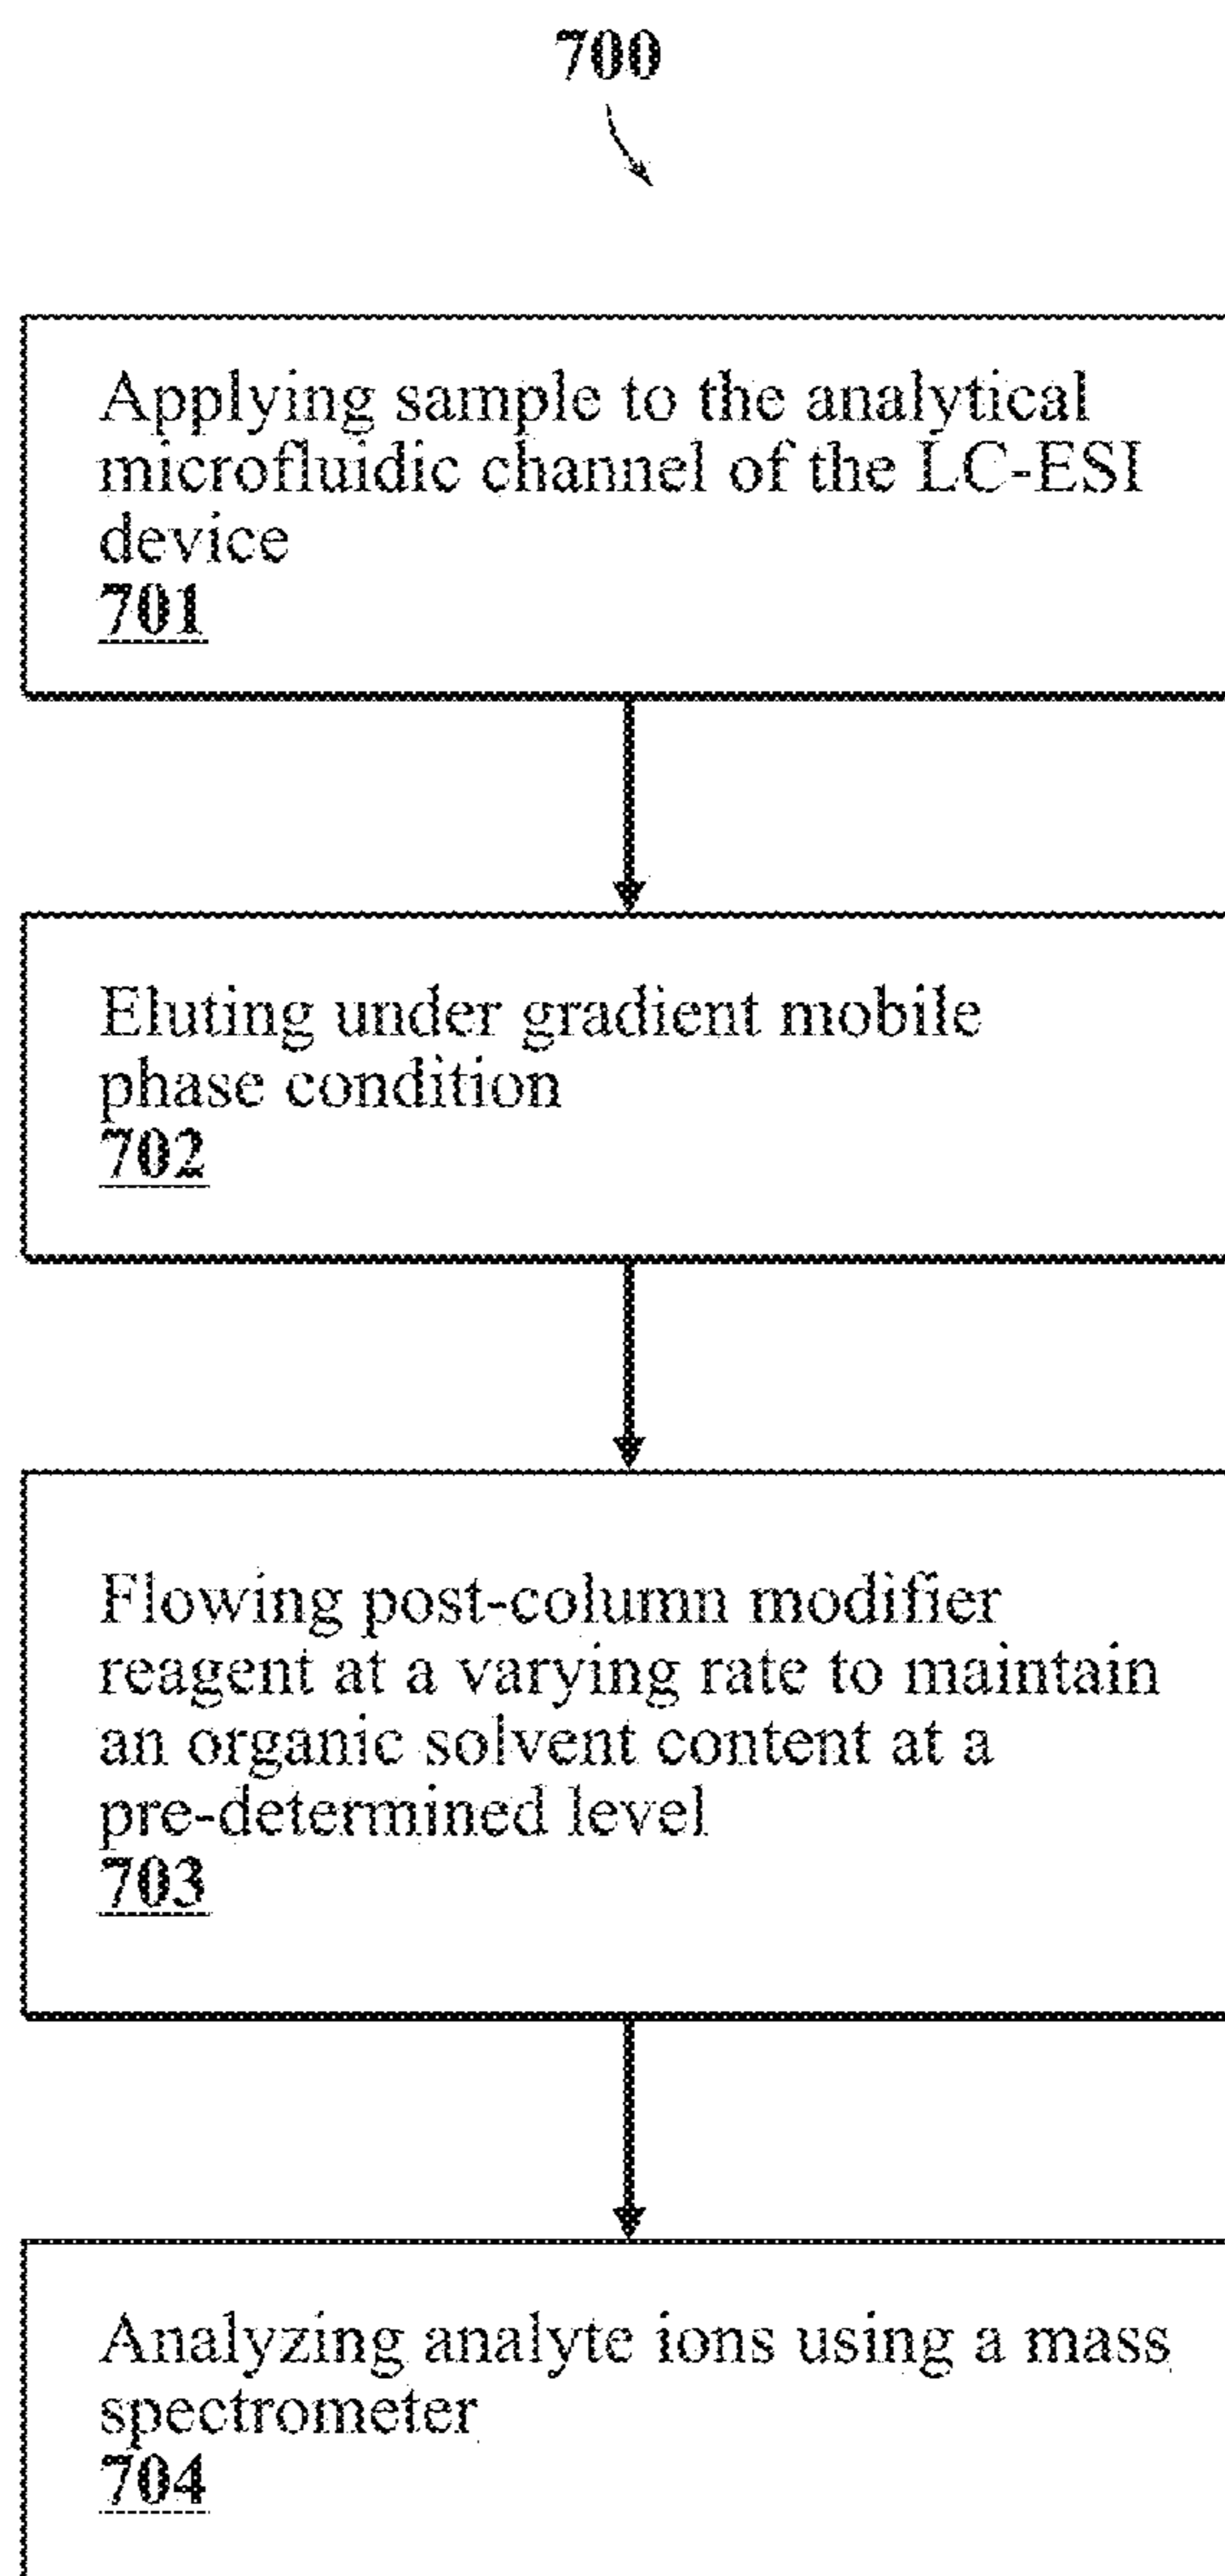 700
Applying sample to the analytical
microfluidic channel of the LC-ESI
device
701
Eluting under gradient mobile
phase condition
702
Flowing post-column modifier
reagent at a varying rate to maintain
an organic solvent content at a
pre-determined level
703
Analyzing analyte ions using a mass
spectrometer
704